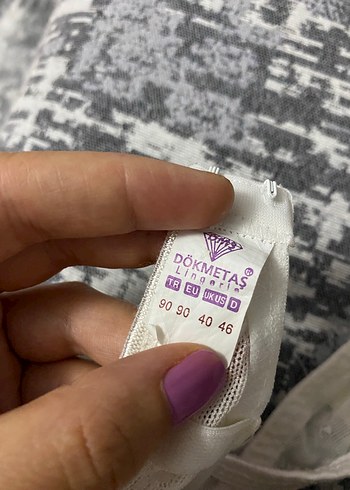 DÖKMETAŞ®
Lingerie
TR EU UK US D
90 90 40 46